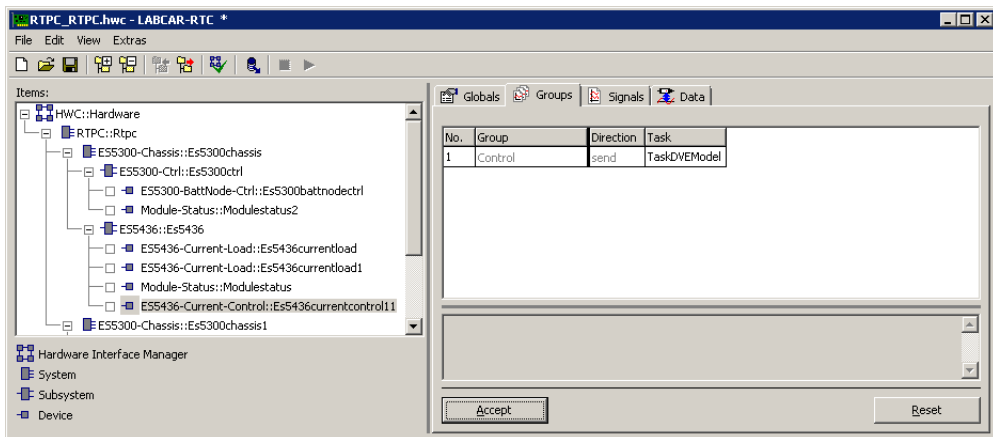 RTPC_RTPC.hwc - LABCAR-RTC *
File Edit View Extras
Items:
HWC::Hardware
RTPC::Rtpc
ES5300-Chassis::Es5300chassis
ES5300-Ctrl::Es5300ctrl
ES5300-BattNode-Ctrl::Es5300battnodectrl
Module-Status::Modulestatus2
ES5436::Es5436
ES5436-Current-Load::Es5436currentload
ES5436-Current-Load::Es5436currentload1
Module-Status::Modulestatus
ES5436-Current-Control::Es5436currentcontrol11
ES5300-Chassis::Es5300chassis1
Hardware Interface Manager
System
Subsystem
Device
Globals Groups Signals Data
No. Group Direction Task
1 Control send TaskDVEModel
Accept Reset